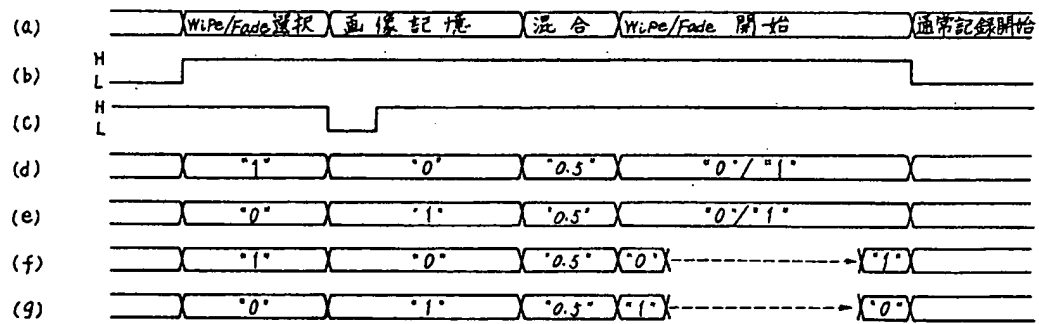 (a) Wipe/Fade選択 画像記憶 混合 Wipe/Fade 開始 通常記録開始
H
(b)
L
H
(c)
L
(d) "1" "0" "0.5" "0"/"1"
(e) "0" "1" "0.5" "0"/"1"
(f) "1" "0" "0.5" "0" "1"
(g) "0" "1" "0.5" "1" "0"